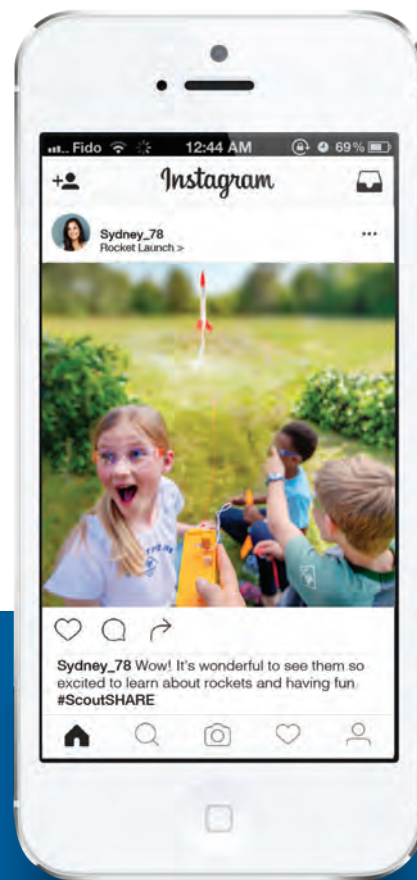 Fido 12:44 AM 69%
Instagram
Sydney_78
Rocket Launch >
Sydney_78 Wow! It's wonderful to see them so
excited to learn about rockets and having fun
#ScoutSHARE